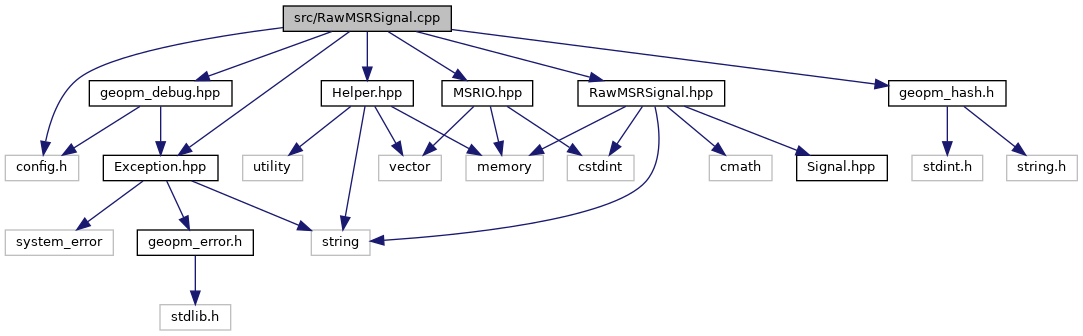 src/RawMSRSignal.cpp
geopm_debug.hpp
Helper.hpp
MSRIO.hpp
RawMSRSignal.hpp
geopm_hash.h
config.h
Exception.hpp
utility
vector
memory
cstdint
cmath
Signal.hpp
stdint.h
string.h
system_error
geopm_error.h
string
stdlib.h